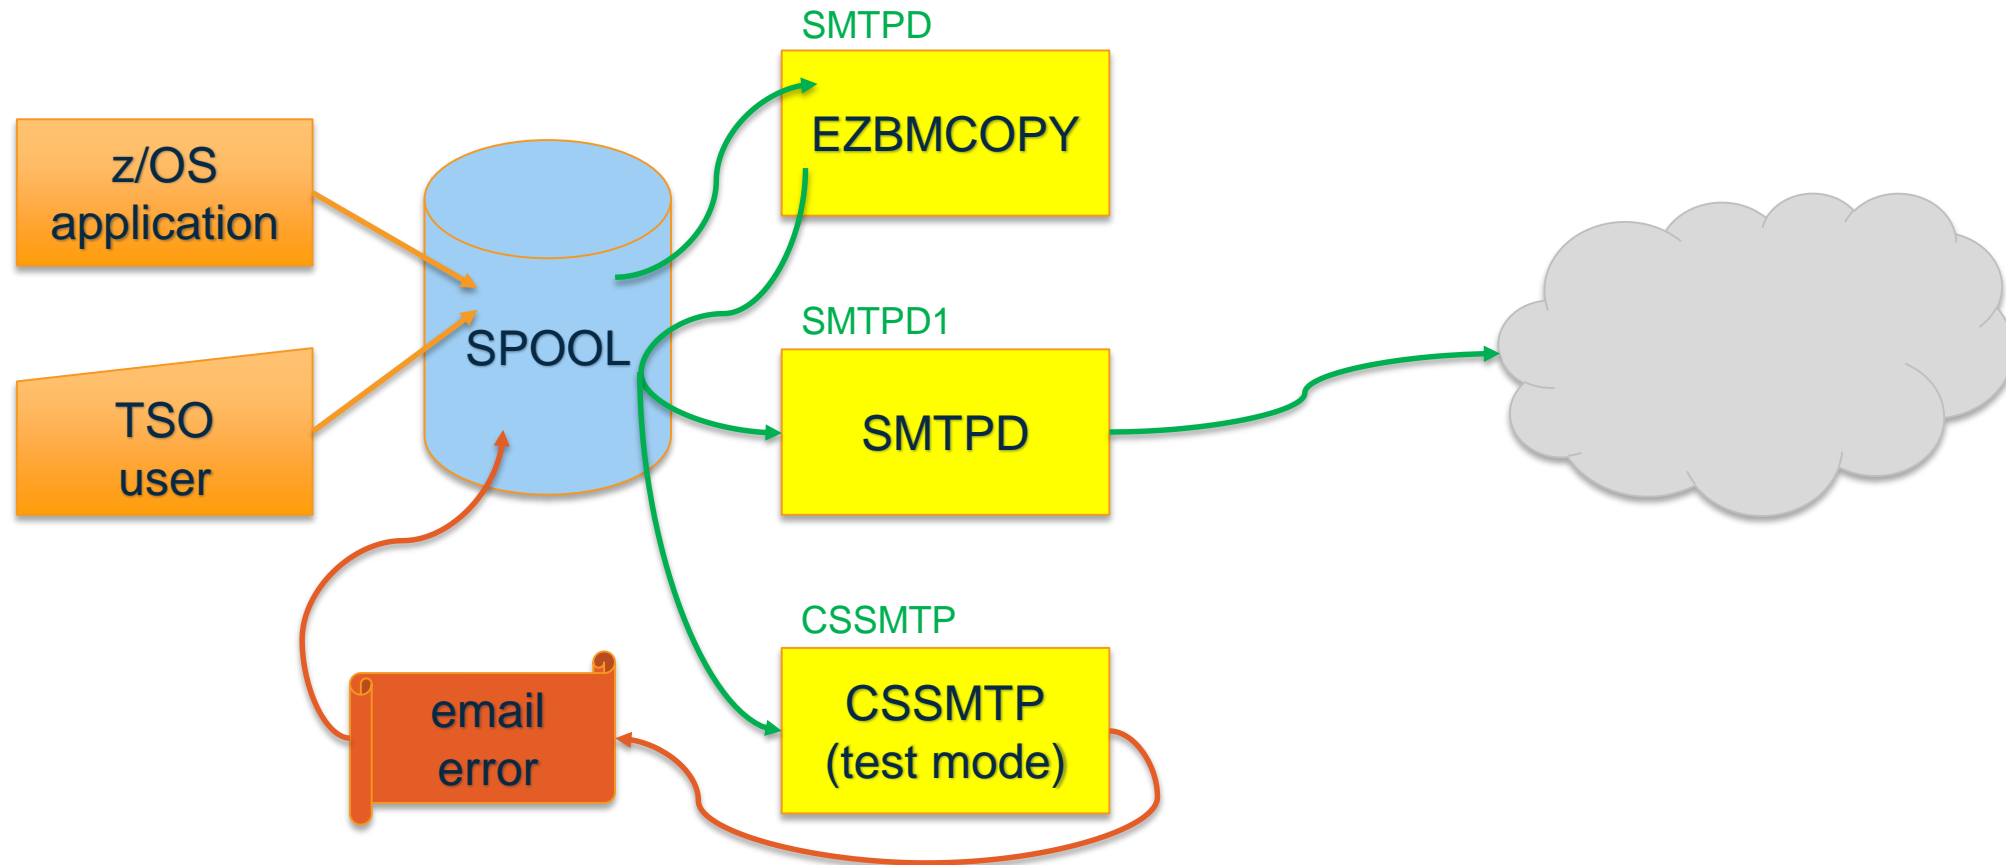 SMTPD
EZBMCOPY
z/OS
application
SPOOL
TSO
user
SMTPD1
SMTPD
CSSMTP
CSSMTP
(test mode)
email
error